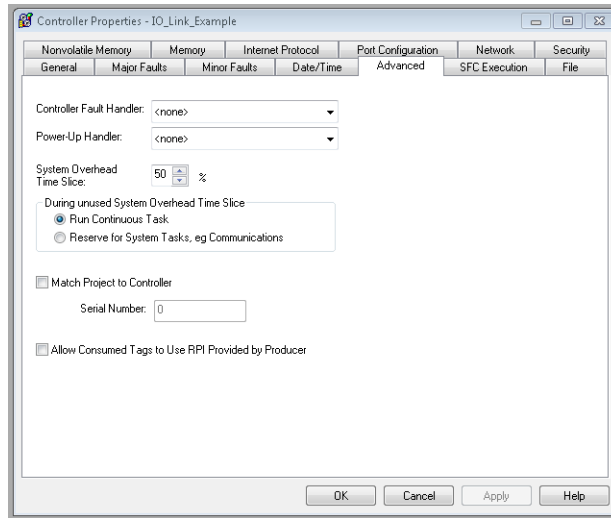 Controller Properties - IO_Link_Example
Nonvolatile Memory Memory Internet Protocol Port Configuration Network Security
General Major Faults Minor Faults Date/Time Advanced SFC Execution File
Controller Fault Handler: <none>
Power-Up Handler: <none>
System Overhead
Time Slice: 50 %
During unused System Overhead Time Slice
Run Continuous Task
Reserve for System Tasks, eg Communications
Match Project to Controller
Serial Number: 0
Allow Consumed Tags to Use RPI Provided by Producer
OK Cancel Apply Help